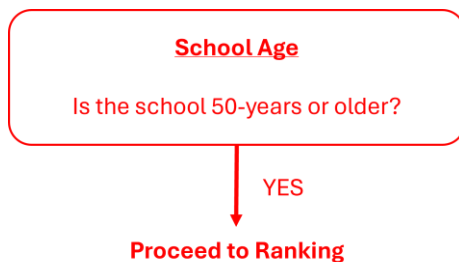 School Age
Is the school 50-years or older?
YES
Proceed to Ranking